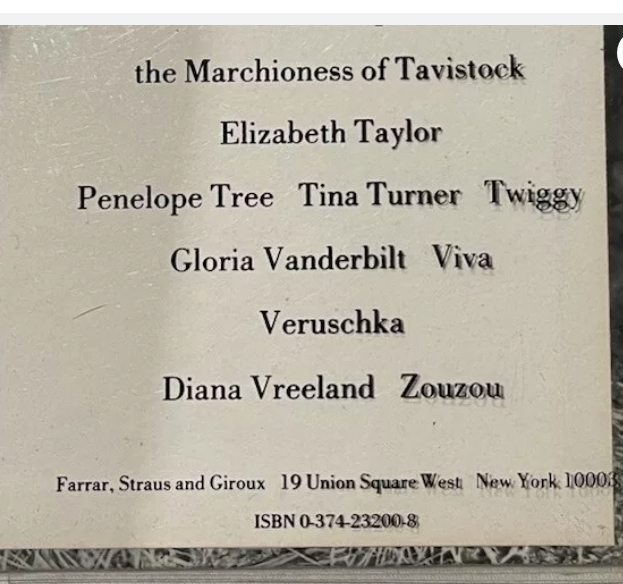 the Marchioness of Tavistock
Elizabeth Taylor
Penelope Tree Tina Turner Twiggy
Gloria Vanderbilt Viva
Veruschka
Diana Vreeland Zouzou
Farrar, Straus and Giroux 19 Union Square West New York 10003
ISBN 0-374-23200-8